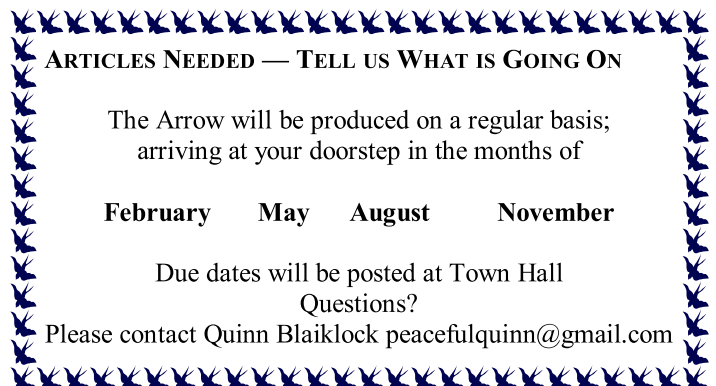 ARTICLES NEEDED — TELL US WHAT IS GOING ON
The Arrow will be produced on a regular basis;
arriving at your doorstep in the months of
February May August November
Due dates will be posted at Town Hall
Questions?
Please contact Quinn Blaiklock peacefulquinn@gmail.com